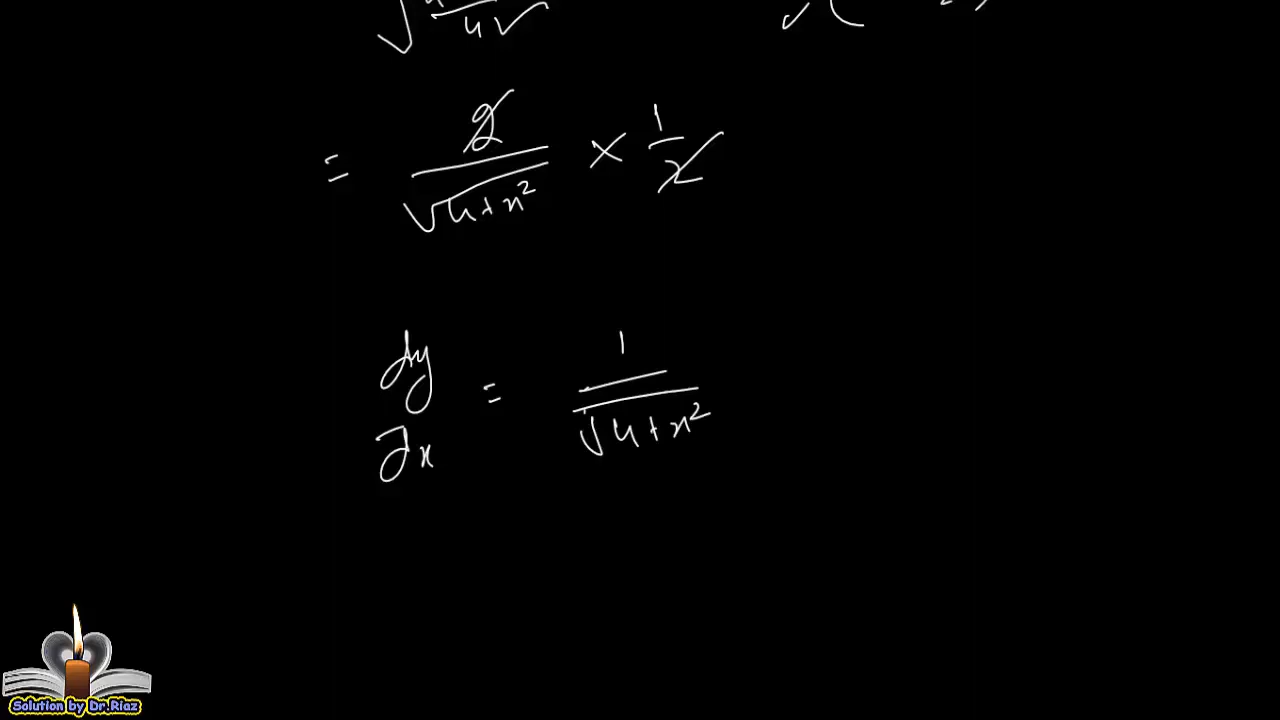 = 2/√(4+x²) × 1/2
dy/dx = 1/√(4+x²)
Solution by Dr.Riaz